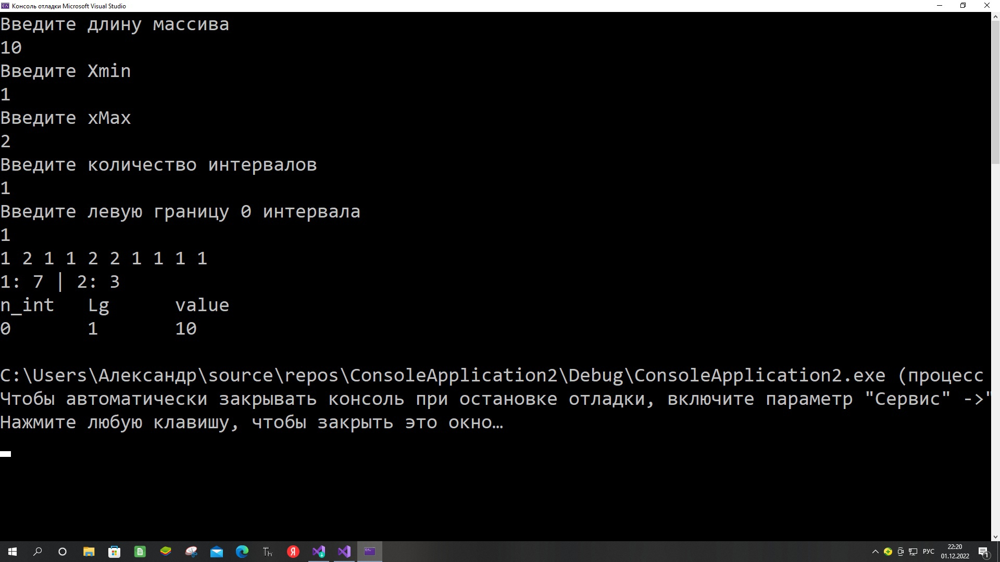 Консоль отладки Microsoft Visual Studio
Введите длину массива
10
Введите Xmin
1
Введите xMax
2
Введите количество интервалов
1
Введите левую границу 0 интервала
1
1 2 1 1 2 2 1 1 1 1
1: 7 | 2: 3
n_int Lg value
0 1 10
C:\Users\Александр\source\repos\ConsoleApplication2\Debug\ConsoleApplication2.exe (процесс
Чтобы автоматически закрывать консоль при остановке отладки, включите параметр "Сервис" ->"
Нажмите любую клавишу, чтобы закрыть это окно…
РУС
22:20
01.12.2022
1